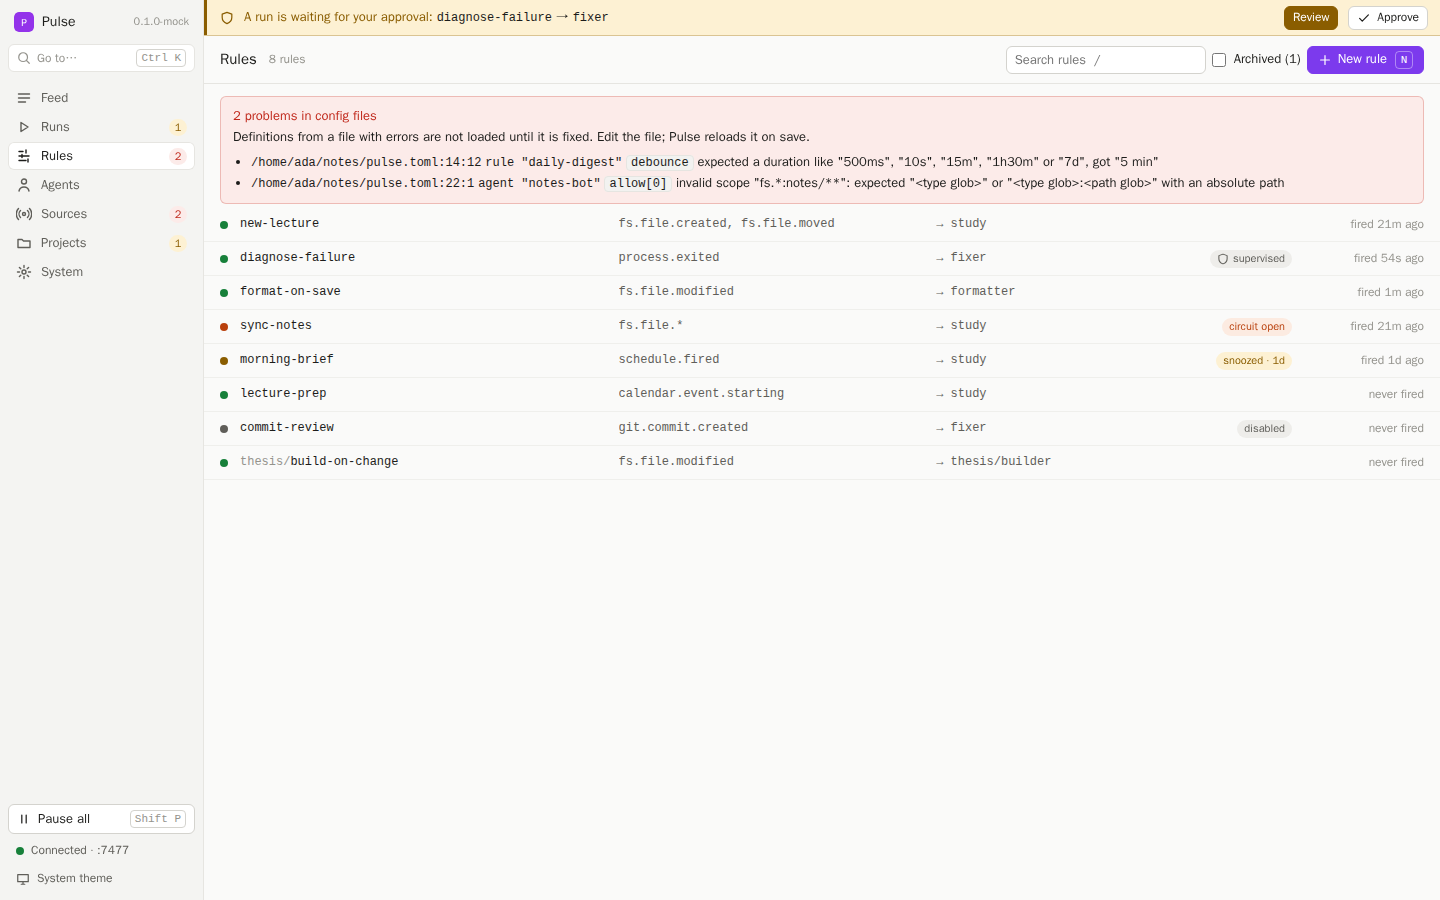 P Pulse 0.1.0-mock
Go to··· Ctrl K
Feed
Runs 1
Rules 2
Agents
Sources 2
Projects 1
System
Pause all Shift P
Connected · :7477
System theme
A run is waiting for your approval: diagnose-failure → fixer Review Approve
Rules 8 rules Search rules / Archived (1) New rule N
2 problems in config files
Definitions from a file with errors are not loaded until it is fixed. Edit the file; Pulse reloads it on save.
• /home/ada/notes/pulse.toml:14:12 rule "daily-digest" debounce expected a duration like "500ms", "10s", "15m", "1h30m" or "7d", got "5 min"
• /home/ada/notes/pulse.toml:22:1 agent "notes-bot" allow[0] invalid scope "fs.*:notes/**": expected "<type glob>" or "<type glob>:<path glob>" with an absolute path
new-lecture fs.file.created, fs.file.moved → study fired 21m ago
diagnose-failure process.exited → fixer supervised fired 54s ago
format-on-save fs.file.modified → formatter fired 1m ago
sync-notes fs.file.* → study circuit open fired 21m ago
morning-brief schedule.fired → study snoozed · 1d fired 1d ago
lecture-prep calendar.event.starting → study never fired
commit-review git.commit.created → fixer disabled never fired
thesis/build-on-change fs.file.modified → thesis/builder never fired